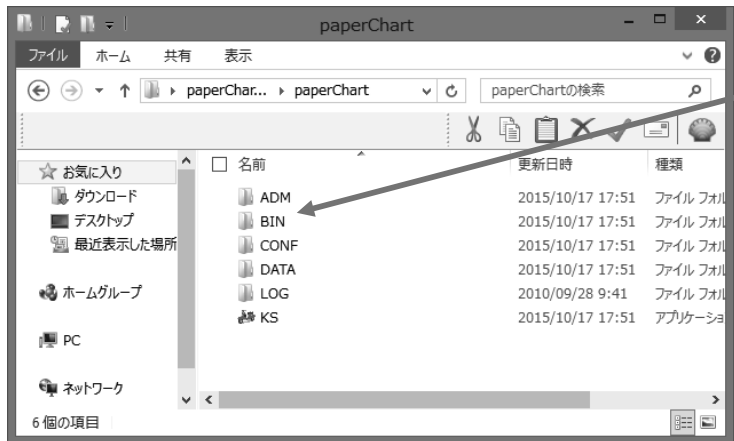 paperChart
ファイル ホーム 共有 表示
paperChar... paperChart paperChartの検索
名前 更新日時 種類
お気に入り
ダウンロード
デスクトップ
最近表示した場所
ホームグループ
PC
ネットワーク
ADM 2015/10/17 17:51 ファイル フォル
BIN 2015/10/17 17:51 ファイル フォル
CONF 2015/10/17 17:51 ファイル フォル
DATA 2015/10/17 17:51 ファイル フォル
LOG 2010/09/28 9:41 ファイル フォル
KS 2015/10/17 17:51 アプリケーショ
6 個の項目